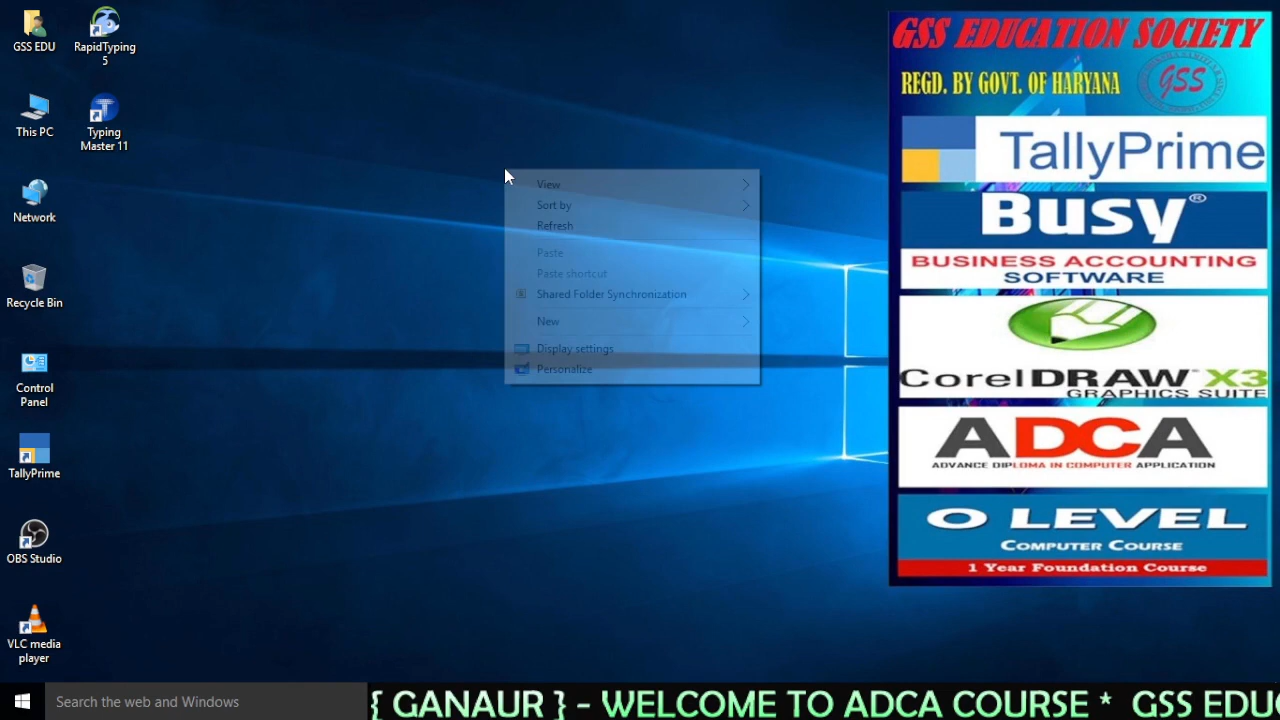 GSS EDU
RapidTyping 5
This PC
Typing Master 11
Network
Recycle Bin
Control Panel
TallyPrime
OBS Studio
VLC media player
View
Sort by
Refresh
Paste
Paste shortcut
Shared Folder Synchronization
New
Display settings
Personalize
GSS EDUCATION SOCIETY
REGD. BY GOVT. OF HARYANA
GSS
TallyPrime
Busy®
BUSINESS ACCOUNTING
SOFTWARE
CorelDRAW X3
GRAPHICS SUITE
ADCA
ADVANCE DIPLOMA IN COMPUTER APPLICATION
O LEVEL
COMPUTER COURSE
1 Year Foundation Course
Search the web and Windows
{ GANAUR } - WELCOME TO ADCA COURSE * GSS EDUC